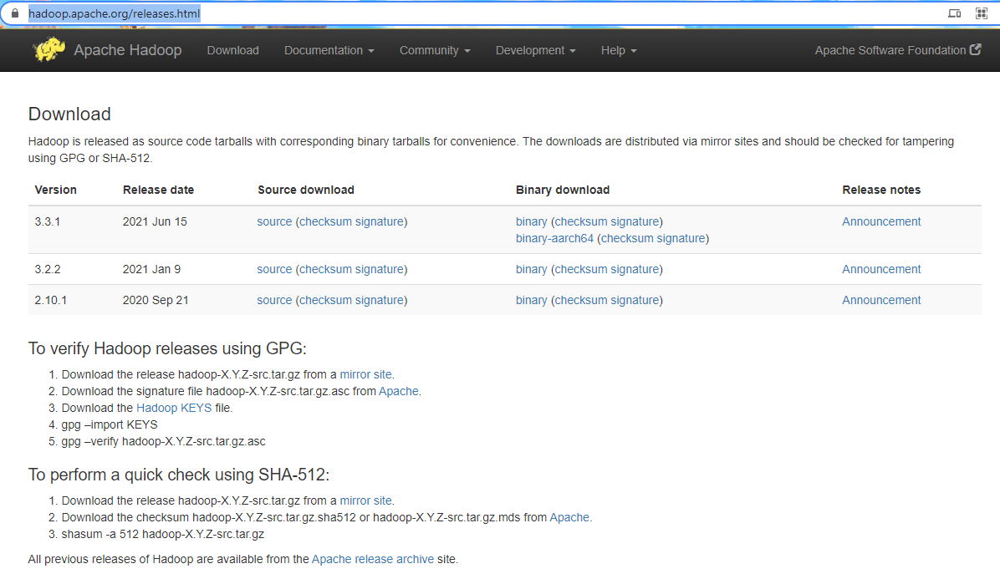 hadoop.apache.org/releases.html
Apache Hadoop Download Documentation Community Development Help Apache Software Foundation
Download
Hadoop is released as source code tarballs with corresponding binary tarballs for convenience. The downloads are distributed via mirror sites and should be checked for tampering
using GPG or SHA-512.
Version Release date Source download Binary download Release notes
3.3.1 2021 Jun 15 source (checksum signature) binary (checksum signature) Announcement
binary-aarch64 (checksum signature)
3.2.2 2021 Jan 9 source (checksum signature) binary (checksum signature) Announcement
2.10.1 2020 Sep 21 source (checksum signature) binary (checksum signature) Announcement
To verify Hadoop releases using GPG:
1. Download the release hadoop-X.Y.Z-src.tar.gz from a mirror site.
2. Download the signature file hadoop-X.Y.Z-src.tar.gz.asc from Apache.
3. Download the Hadoop KEYS file.
4. gpg –import KEYS
5. gpg –verify hadoop-X.Y.Z-src.tar.gz.asc
To perform a quick check using SHA-512:
1. Download the release hadoop-X.Y.Z-src.tar.gz from a mirror site.
2. Download the checksum hadoop-X.Y.Z-src.tar.gz.sha512 or hadoop-X.Y.Z-src.tar.gz.mds from Apache.
3. shasum -a 512 hadoop-X.Y.Z-src.tar.gz
All previous releases of Hadoop are available from the Apache release archive site.